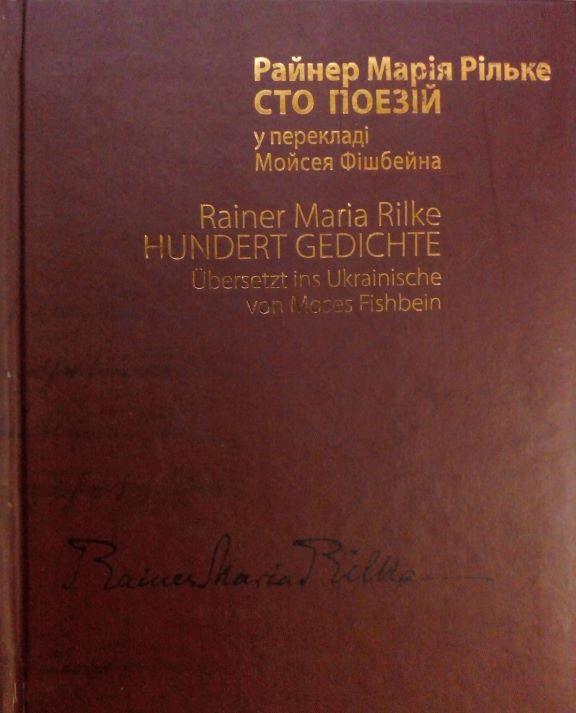 Райнер Марія Рільке
СТО ПОЕЗІЙ
у перекладі
Мойсея Фішбейна
Rainer Maria Rilke
HUNDERT GEDICHTE
Übersetzt ins Ukrainische
von Moses Fishbein
Rainer Maria Rilke